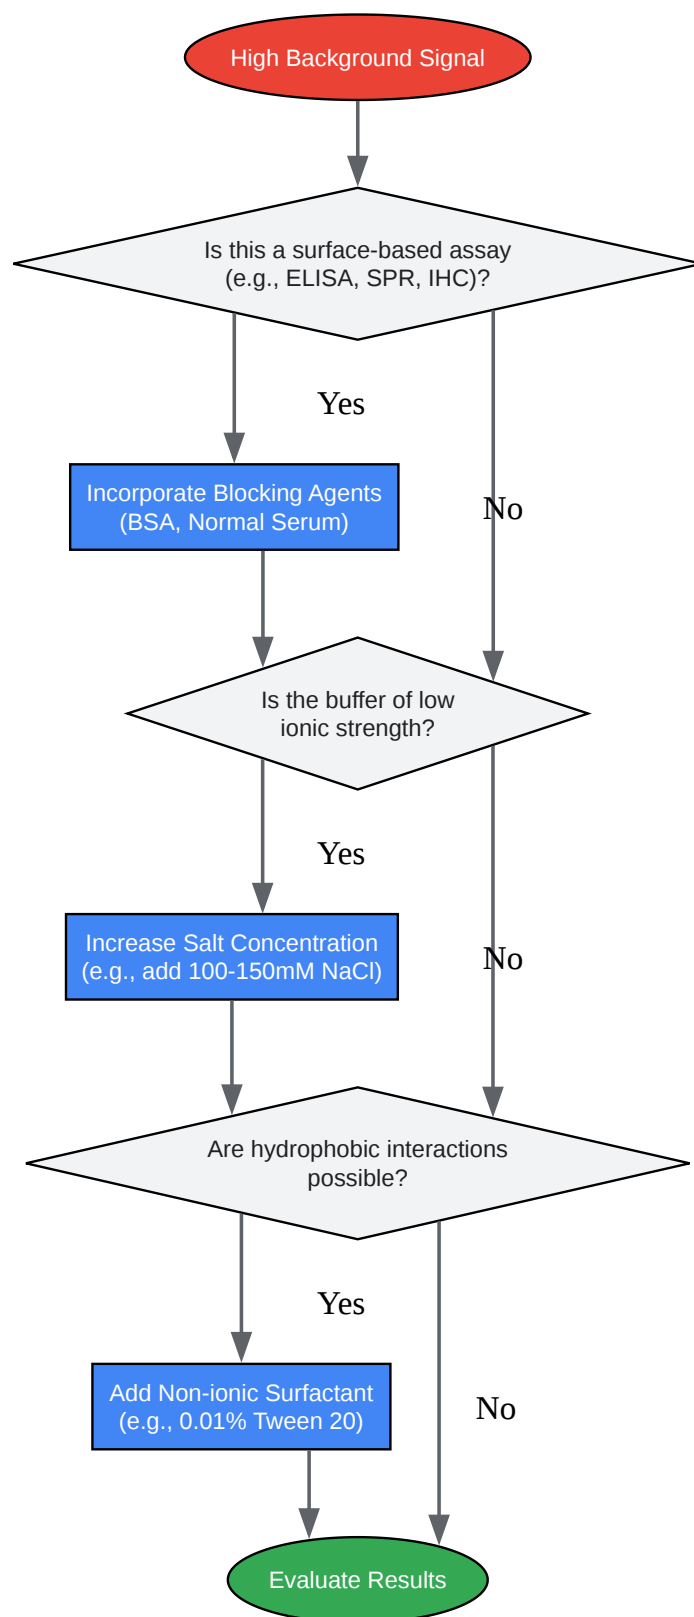 High Background Signal
Is this a surface-based assay
(e.g., ELISA, SPR, IHC)?
Yes
Incorporate Blocking Agents
(BSA, Normal Serum)
No
Is the buffer of low
ionic strength?
Yes
Increase Salt Concentration
(e.g., add 100-150mM NaCl)
No
Are hydrophobic interactions
possible?
Yes
Add Non-ionic Surfactant
(e.g., 0.01% Tween 20)
No
Evaluate Results